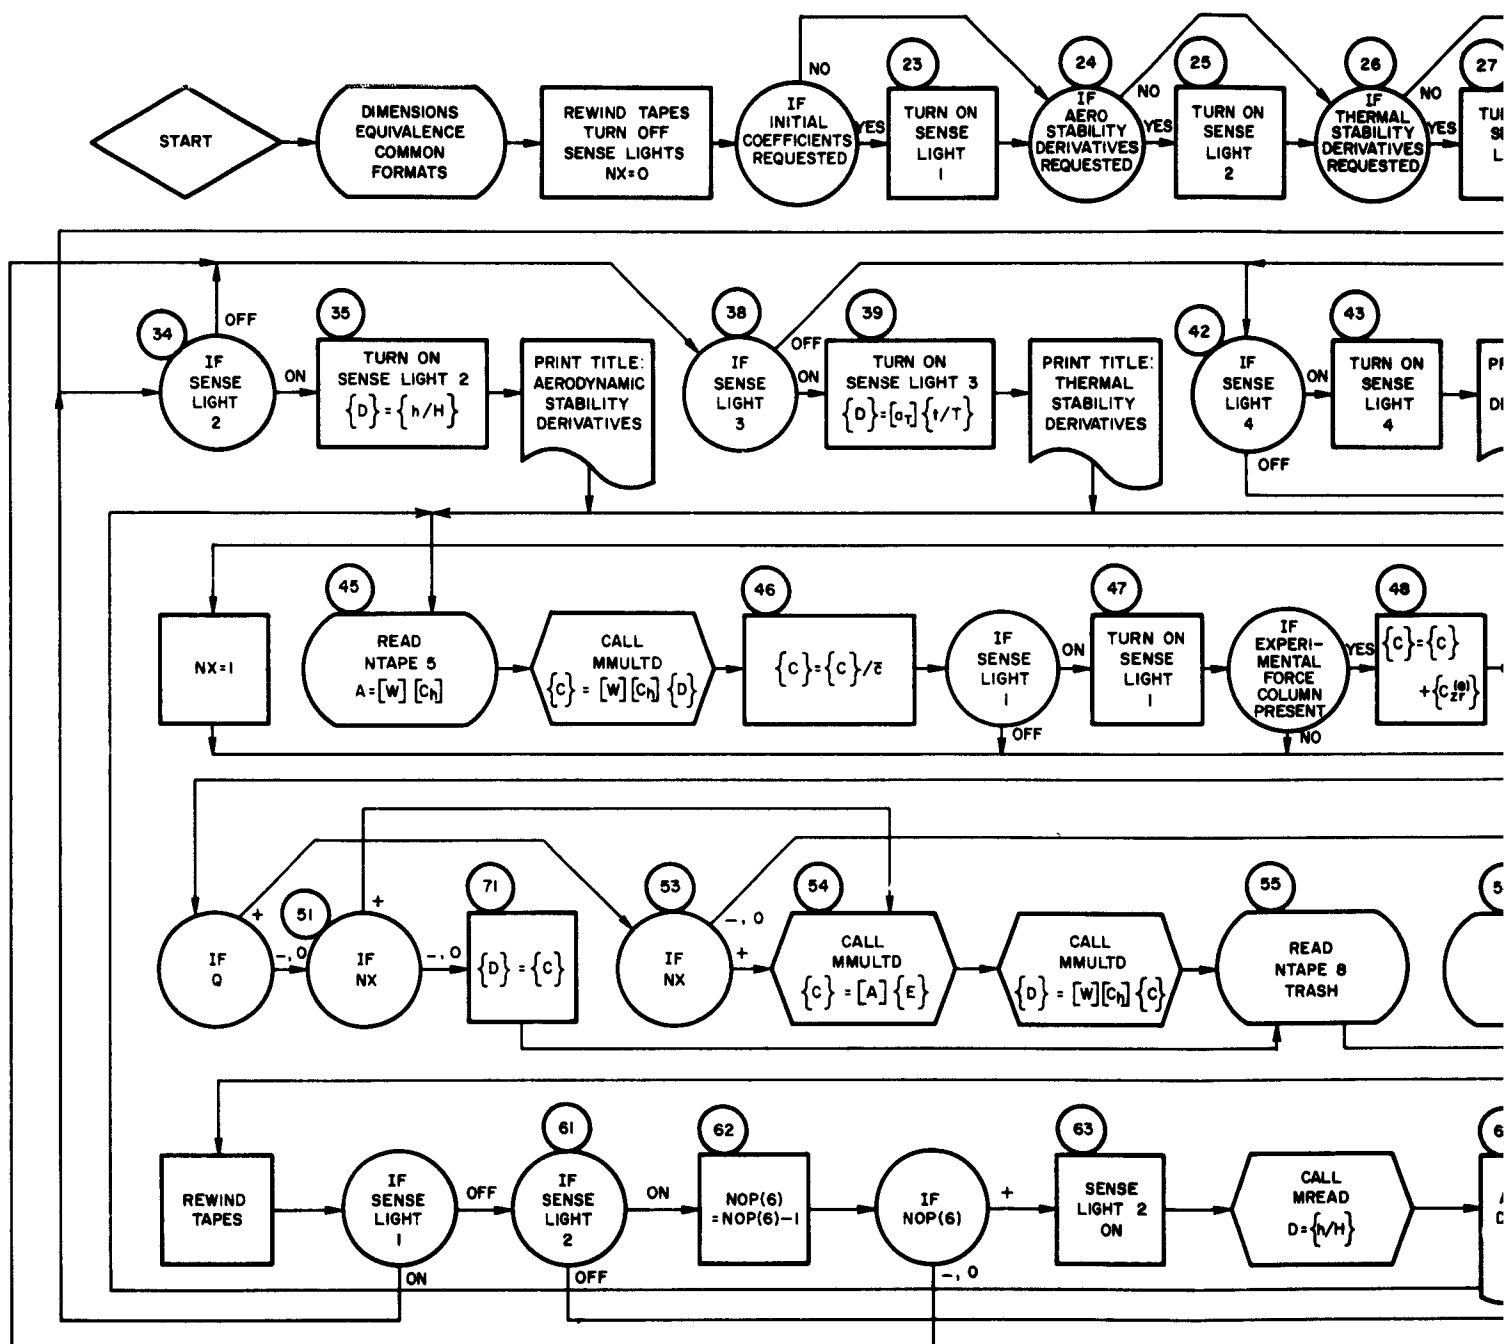 START
DIMENSIONS
EQUIVALENCE
COMMON
FORMATS
REWIND TAPES
TURN OFF
SENSE LIGHTS
NX=0
IF
INITIAL
COEFFICIENTS
REQUESTED
NO
YES
23
TURN ON
SENSE
LIGHT
1
24
IF
AERO
STABILITY
DERIVATIVES
REQUESTED
NO
YES
25
TURN ON
SENSE
LIGHT
2
26
IF
THERMAL
STABILITY
DERIVATIVES
REQUESTED
NO
YES
27
34
IF
SENSE
LIGHT
2
OFF
ON
35
TURN ON
SENSE LIGHT 2
{D}={h/H}
PRINT TITLE:
AERODYNAMIC
STABILITY
DERIVATIVES
38
IF
SENSE
LIGHT
3
OFF
ON
39
TURN ON
SENSE LIGHT 3
{D}=[a_T]{t/T}
PRINT TITLE:
THERMAL
STABILITY
DERIVATIVES
42
IF
SENSE
LIGHT
4
ON
OFF
43
TURN ON
SENSE
LIGHT
4
NX=1
45
READ
NTAPE 5
A=[W][C_h]
CALL
MMULTD
{C}=[W][C_h]{D}
46
{C}={C}/c̄
IF
SENSE
LIGHT
1
ON
OFF
47
TURN ON
SENSE
LIGHT
1
IF
EXPERI-
MENTAL
FORCE
COLUMN
PRESENT
YES
NO
48
{C}={C}
+{C_zr^(e)}
IF
Q
+
-,0
51
IF
NX
+
-,0
71
{D}={C}
53
IF
NX
-,0
+
54
CALL
MMULTD
{C}=[A]{E}
CALL
MMULTD
{D}=[W][C_h]{C}
55
READ
NTAPE 8
TRASH
REWIND
TAPES
IF
SENSE
LIGHT
1
OFF
ON
61
IF
SENSE
LIGHT
2
ON
OFF
62
NOP(6)
=NOP(6)-1
IF
NOP(6)
+
-,0
63
SENSE
LIGHT 2
ON
CALL
MREAD
D={h/H}